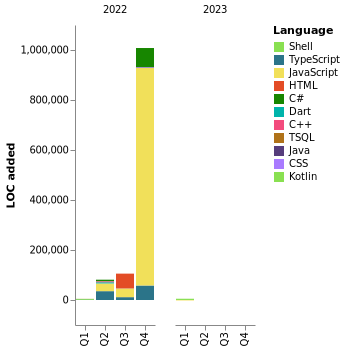 2022
2023
LOC added
1,000,000
800,000
600,000
400,000
200,000
0
Q1
Q2
Q3
Q4
Q1
Q2
Q3
Q4
Language
Shell
TypeScript
JavaScript
HTML
C#
Dart
C++
TSQL
Java
CSS
Kotlin